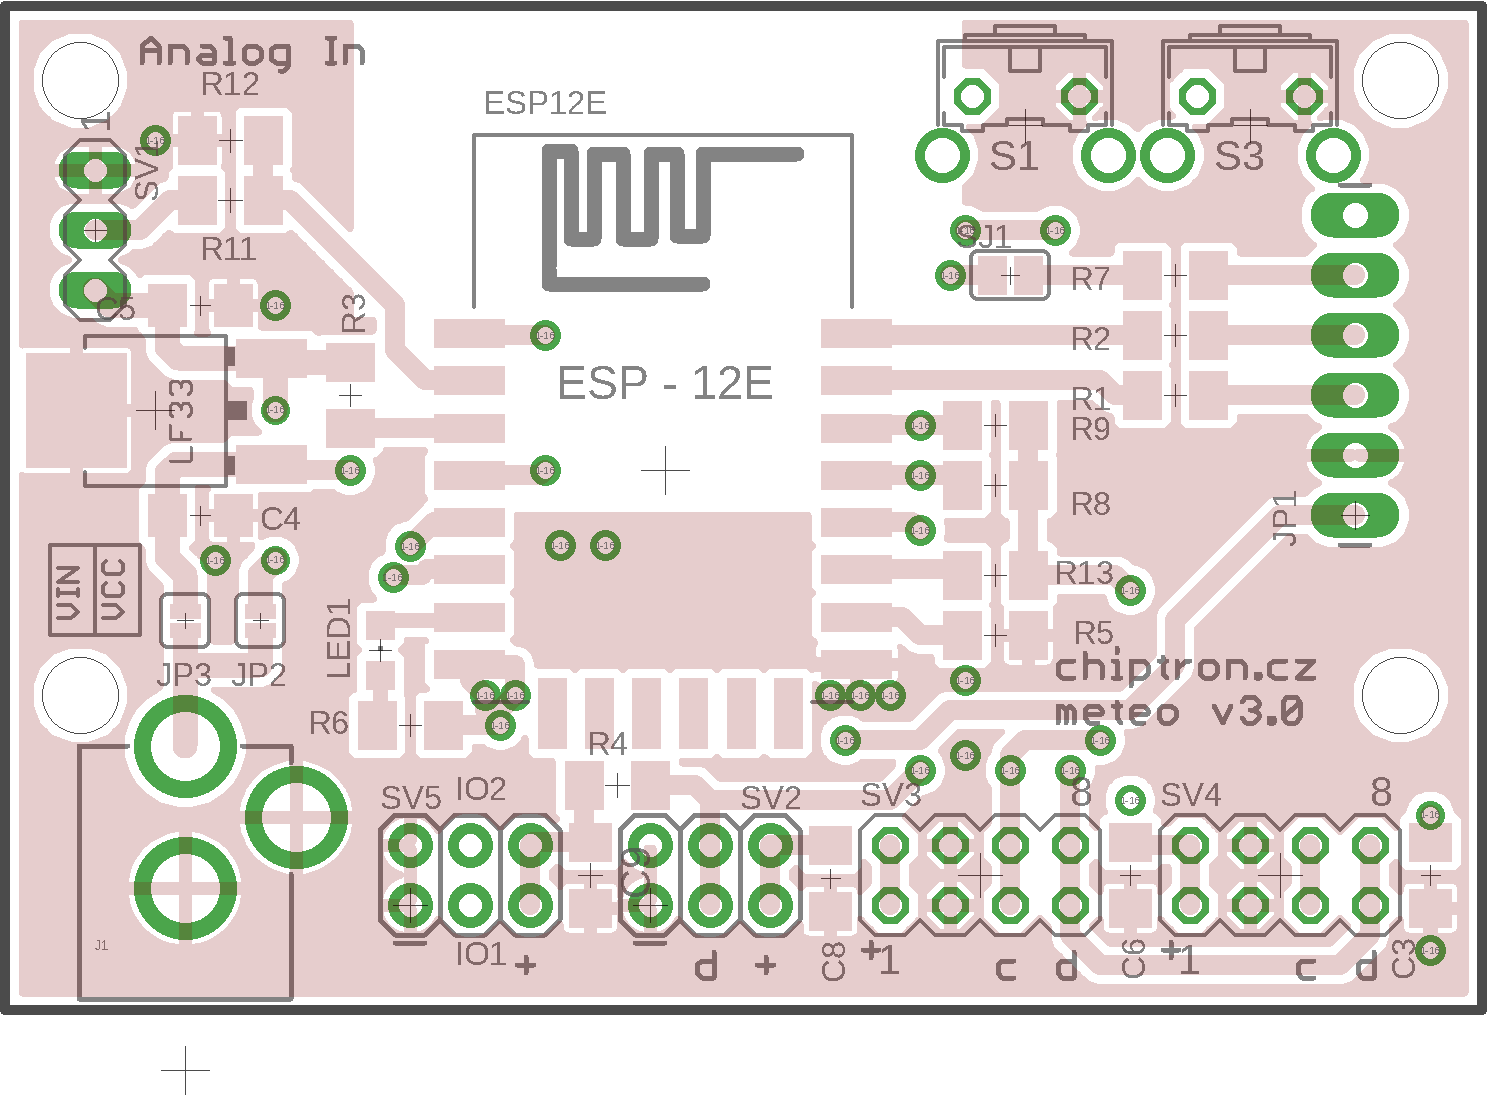 Analog In
R12
ESP12E
1
SV1
S1
S3
R11
SJ1
R7
C5
R3
R2
ESP - 12E
LF33
R1
R9
R8
JP1
C4
R13
VIN
VCC
LED1
R5
chiptron.cz
JP3
JP2
meteo v3.0
R6
R4
SV5
IO2
SV2
SV3
8
SV4
8
C9
J1
IO1
+
d
+
C8
+1
c
d
C6
+1
c
d
C3